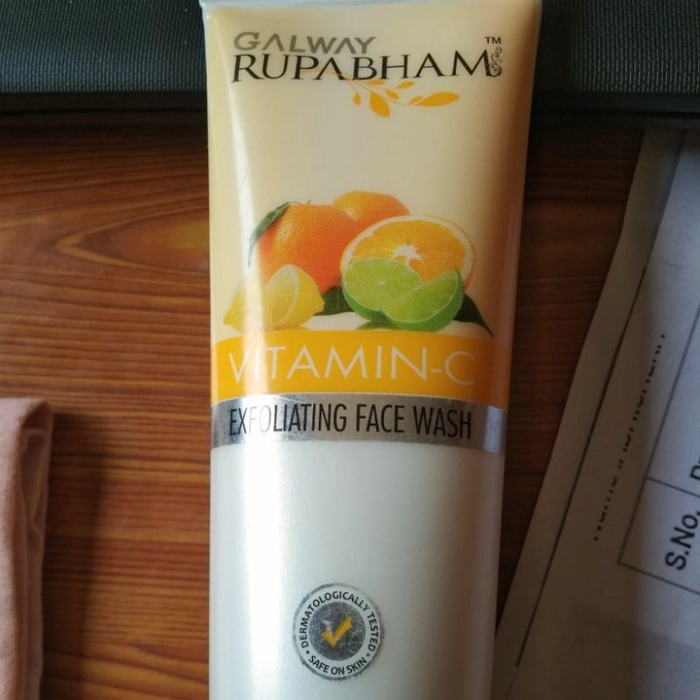 GALWAY
RUPABHAM™
VITAMIN-C
EXFOLIATING FACE WASH
DERMATOLOGICALLY TESTED
• SAFE ON SKIN •
S.No.